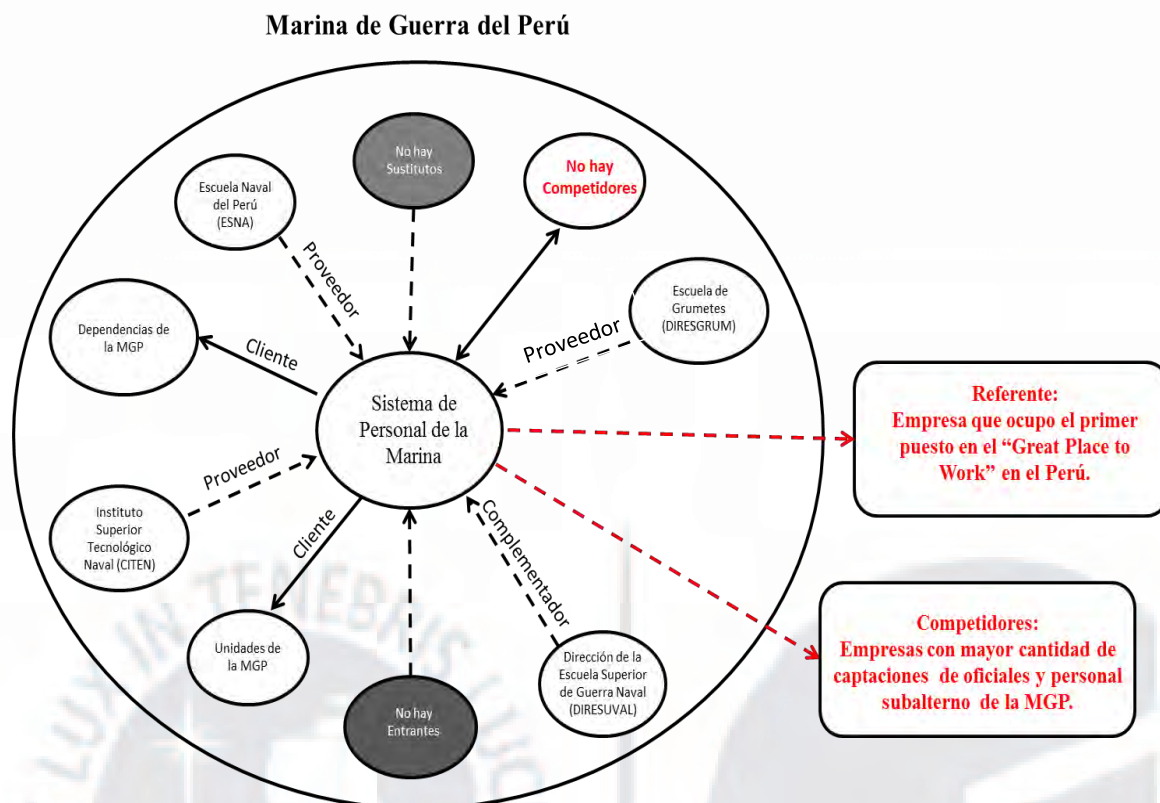 Marina de Guerra del Perú
No hay
Sustitutos
No hay
Competidores
Escuela Naval
del Perú
(ESNA)
Proveedor
Escuela de
Grumetes
(DIRESGRUM)
Proveedor
Dependencias de
la MGP
Cliente
Sistema de
Personal de la
Marina
Referente:
Empresa que ocupo el primer
puesto en el “Great Place to
Work” en el Perú.
Proveedor
Instituto
Superior
Tecnológico
Naval (CITEN)
Cliente
Complementador
Unidades de
la MGP
No hay
Entrantes
Dirección de la
Escuela Superior
de Guerra Naval
(DIRESUVAL)
Competidores:
Empresas con mayor cantidad de
captaciones de oficiales y personal
subalterno de la MGP.
LUX IN TENEBRIS LUC